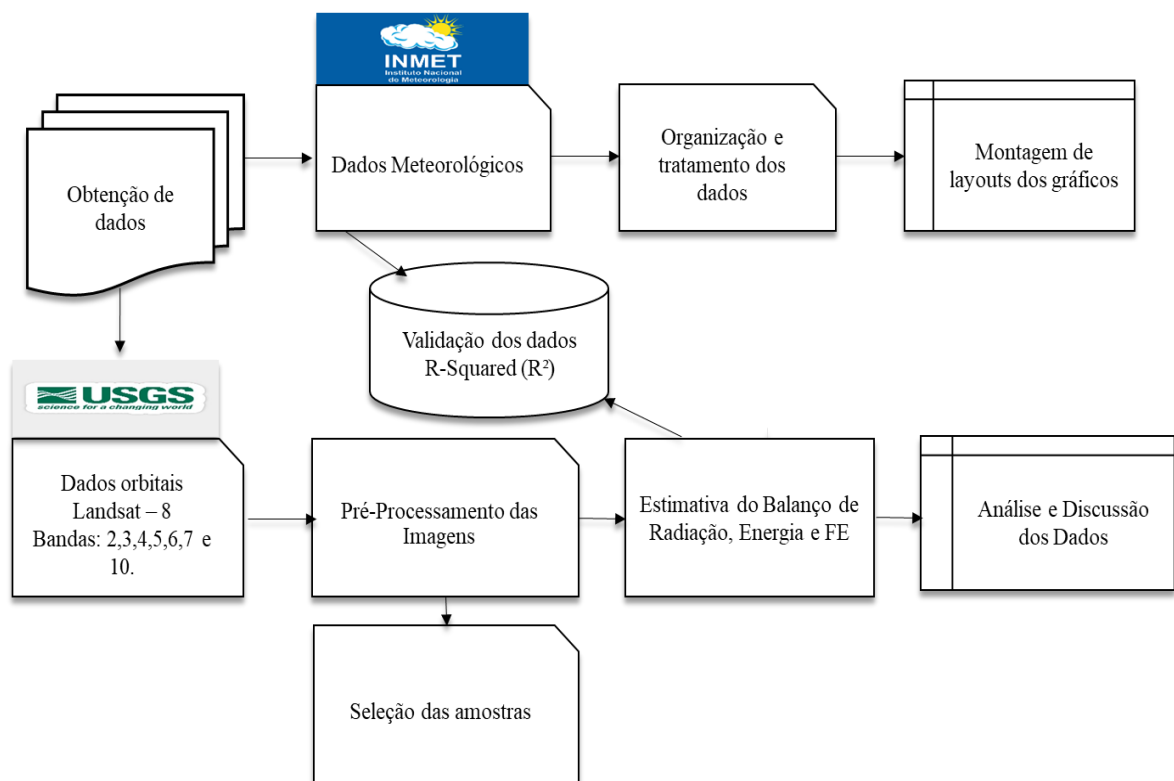 INMET
Instituto Nacional
de Meteorologia
Obtenção de
dados
Dados Meteorológicos
Organização e
tratamento dos
dados
Montagem de
layouts dos gráficos
Validação dos dados
R-Squared (R²)
USGS
science for a changing world
Dados orbitais
Landsat – 8
Bandas: 2,3,4,5,6,7 e
10.
Pré-Processamento das
Imagens
Estimativa do Balanço de
Radiação, Energia e FE
Análise e Discussão
dos Dados
Seleção das amostras